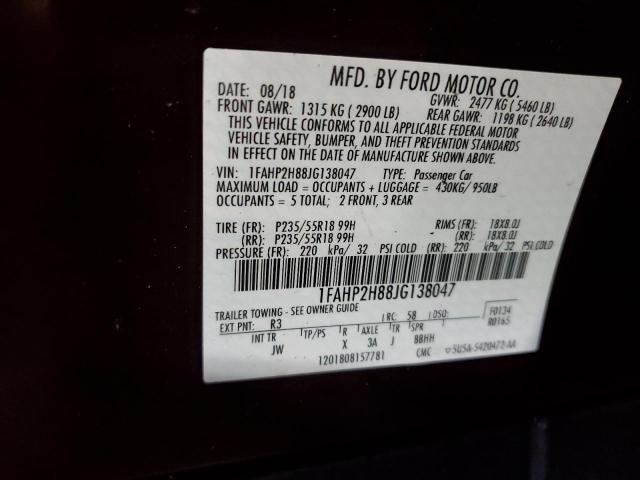 MFD. BY FORD MOTOR CO.
DATE: 08/18 GVWR: 2477 KG ( 5460 LB)
FRONT GAWR: 1315 KG ( 2900 LB) REAR GAWR: 1198 KG ( 2640 LB)
THIS VEHICLE CONFORMS TO ALL APPLICABLE FEDERAL MOTOR
VEHICLE SAFETY, BUMPER, AND THEFT PREVENTION STANDARDS
IN EFFECT ON THE DATE OF MANUFACTURE SHOWN ABOVE.
VIN: 1FAHP2H88JG138047 TYPE: Passenger Car
MAXIMUM LOAD = OCCUPANTS + LUGGAGE = 430KG/ 950LB
OCCUPANTS = 5 TOTAL; 2 FRONT, 3 REAR
TIRE (FR): P235/55R18 99H RIMS (FR): 18X8.0J
(RR): P235/55R18 99H (RR): 18X8.0J
PRESSURE (FR): 220 kPa/ 32 PSI COLD (RR): 220 kPa/ 32 PSI COLD
1FAHP2H88JG138047
TRAILER TOWING - SEE OWNER GUIDE
EXT PNT: R3 RC: 58 DSO: F0134
R0165
INT TR TP/PS R AXLE TR SPR
JW X 3A J BBHH
1201808157781 CMC